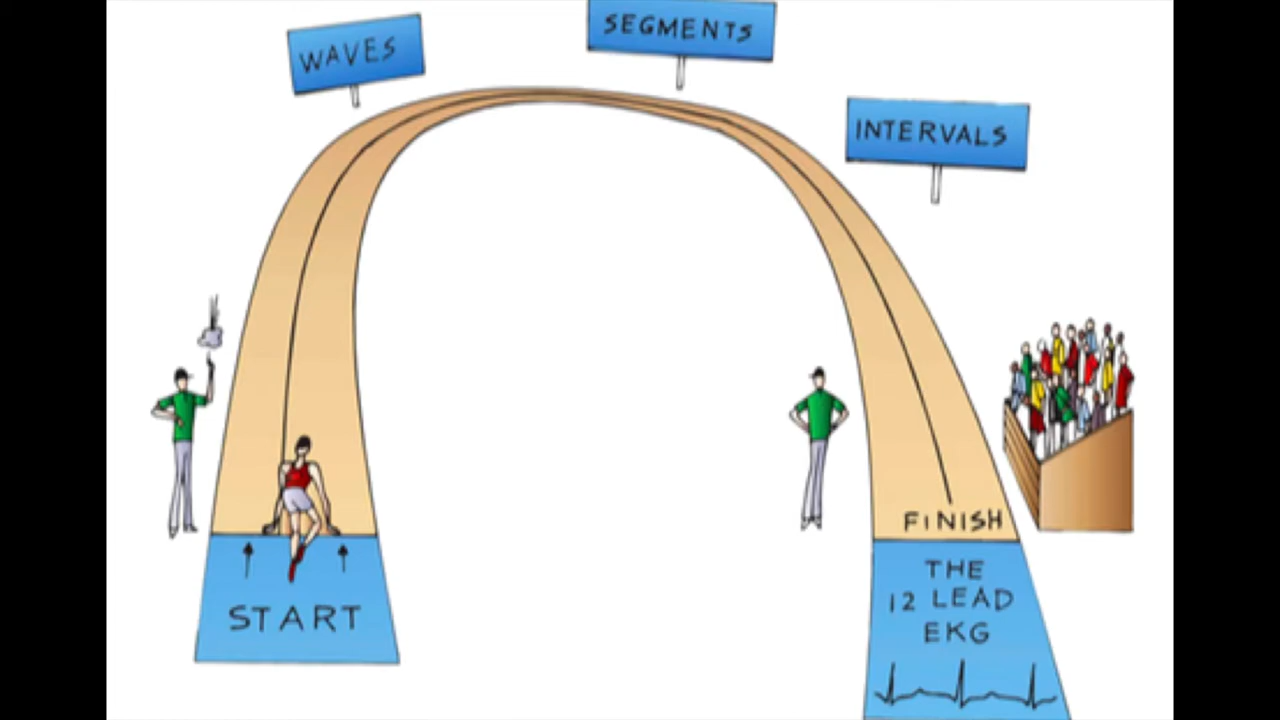 WAVES
SEGMENTS
INTERVALS
START
FINISH
THE
12 LEAD
EKG